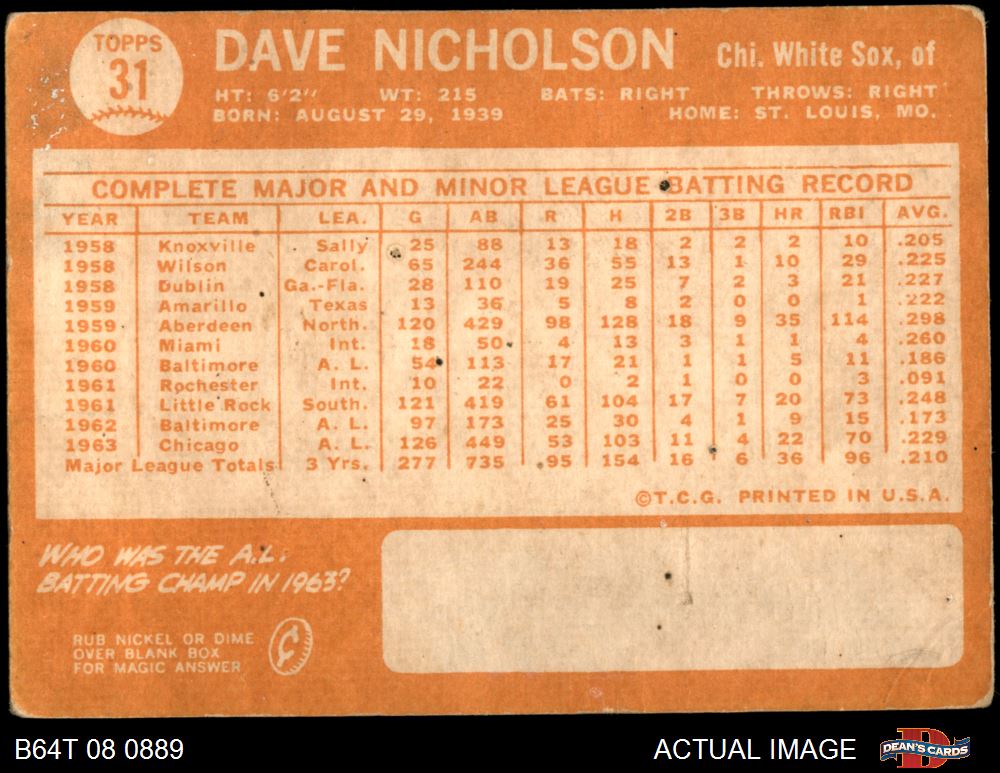 TOPPS
31
DAVE NICHOLSON Chi. White Sox, of
HT: 6'2" WT: 215 BATS: RIGHT THROWS: RIGHT
BORN: AUGUST 29, 1939 HOME: ST. LOUIS, MO.
COMPLETE MAJOR AND MINOR LEAGUE BATTING RECORD
YEAR TEAM LEA. G AB R H 2B 3B HR RBI AVG.
1958 Knoxville Sally 25 88 13 18 2 2 2 10 .205
1958 Wilson Carol. 65 244 36 55 13 1 10 29 .225
1958 Dublin Ga.-Fla. 28 110 19 25 7 2 3 21 .227
1959 Amarillo Texas 13 36 5 8 2 0 0 1 .222
1959 Aberdeen North. 120 429 98 128 18 9 35 114 .298
1960 Miami Int. 18 50 4 13 3 1 1 4 .260
1960 Baltimore A. L. 54 113 17 21 1 1 5 11 .186
1961 Rochester Int. 10 22 0 2 1 0 0 3 .091
1961 Little Rock South. 121 419 61 104 17 7 20 73 .248
1962 Baltimore A. L. 97 173 25 30 4 1 9 15 .173
1963 Chicago A. L. 126 449 53 103 11 4 22 70 .229
Major League Totals 3 Yrs. 277 735 95 154 16 6 36 96 .210
©T.C.G. PRINTED IN U.S.A.
WHO WAS THE A.L.
BATTING CHAMP IN 1963?
RUB NICKEL OR DIME
OVER BLANK BOX
FOR MAGIC ANSWER
B64T 08 0889 ACTUAL IMAGE DEAN'S CARDS